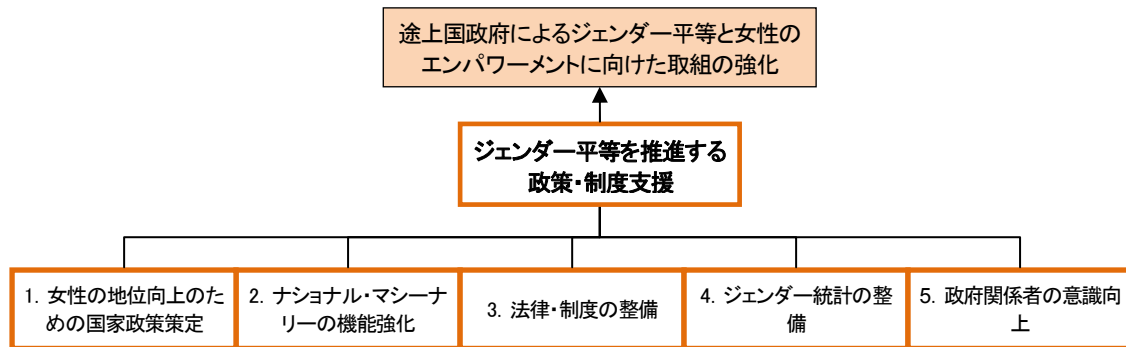 途上国政府によるジェンダー平等と女性の
エンパワーメントに向けた取組の強化
ジェンダー平等を推進する
政策・制度支援
1. 女性の地位向上のた
めの国家政策策定
2. ナショナル・マシーナ
リーの機能強化
3. 法律・制度の整備
4. ジェンダー統計の整
備
5. 政府関係者の意識向
上